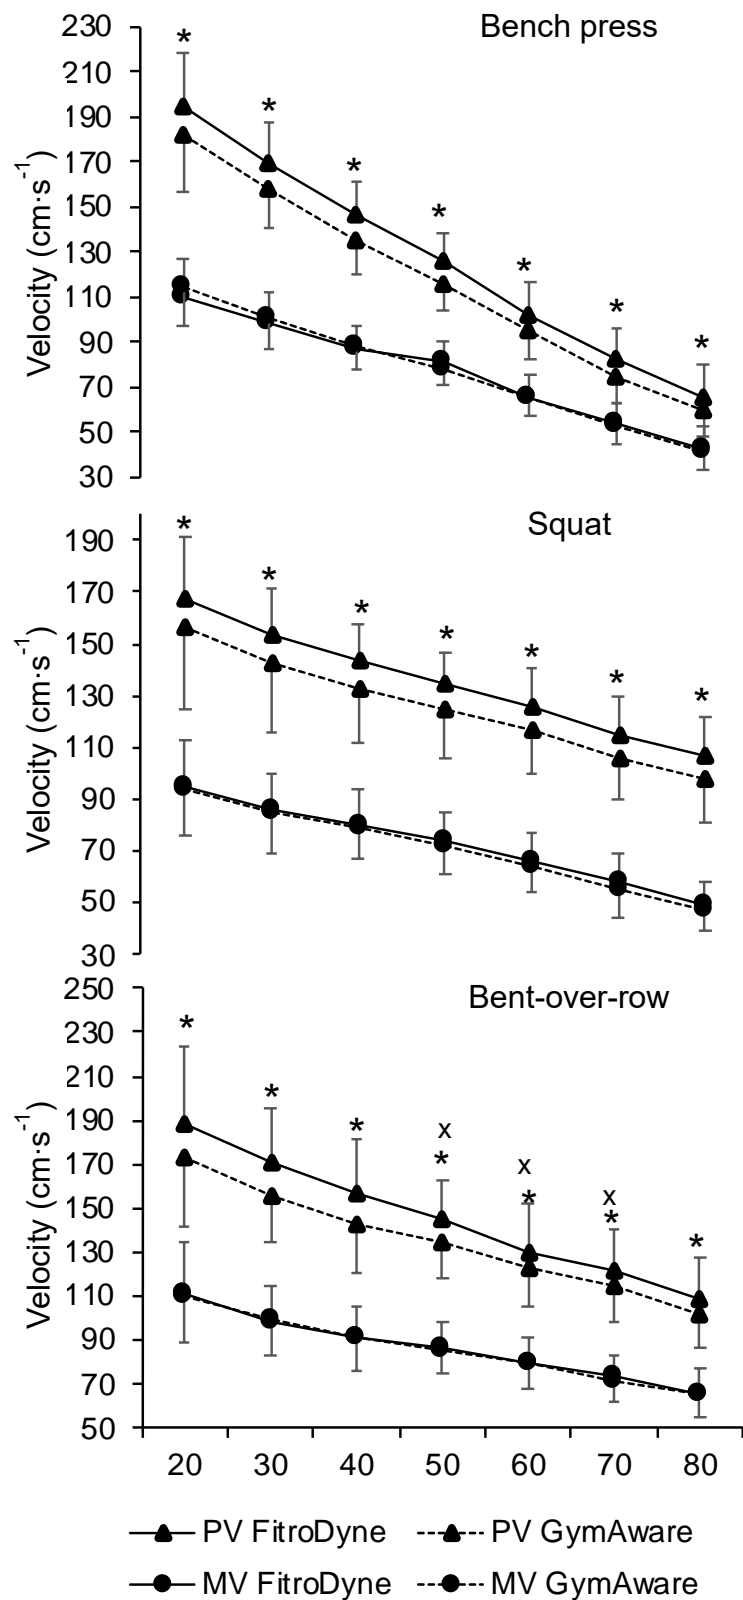 Bench press
230
210
190
170
150
130
110
90
70
50
30
Velocity (cm·s⁻¹)
* * * * * * *
Squat
190
170
150
130
110
90
70
50
30
Velocity (cm·s⁻¹)
* * * * * * *
Bent-over-row
250
230
210
190
170
150
130
110
90
70
50
Velocity (cm·s⁻¹)
x x x
* * * * * * *
20 30 40 50 60 70 80
PV FitroDyne PV GymAware
MV FitroDyne MV GymAware